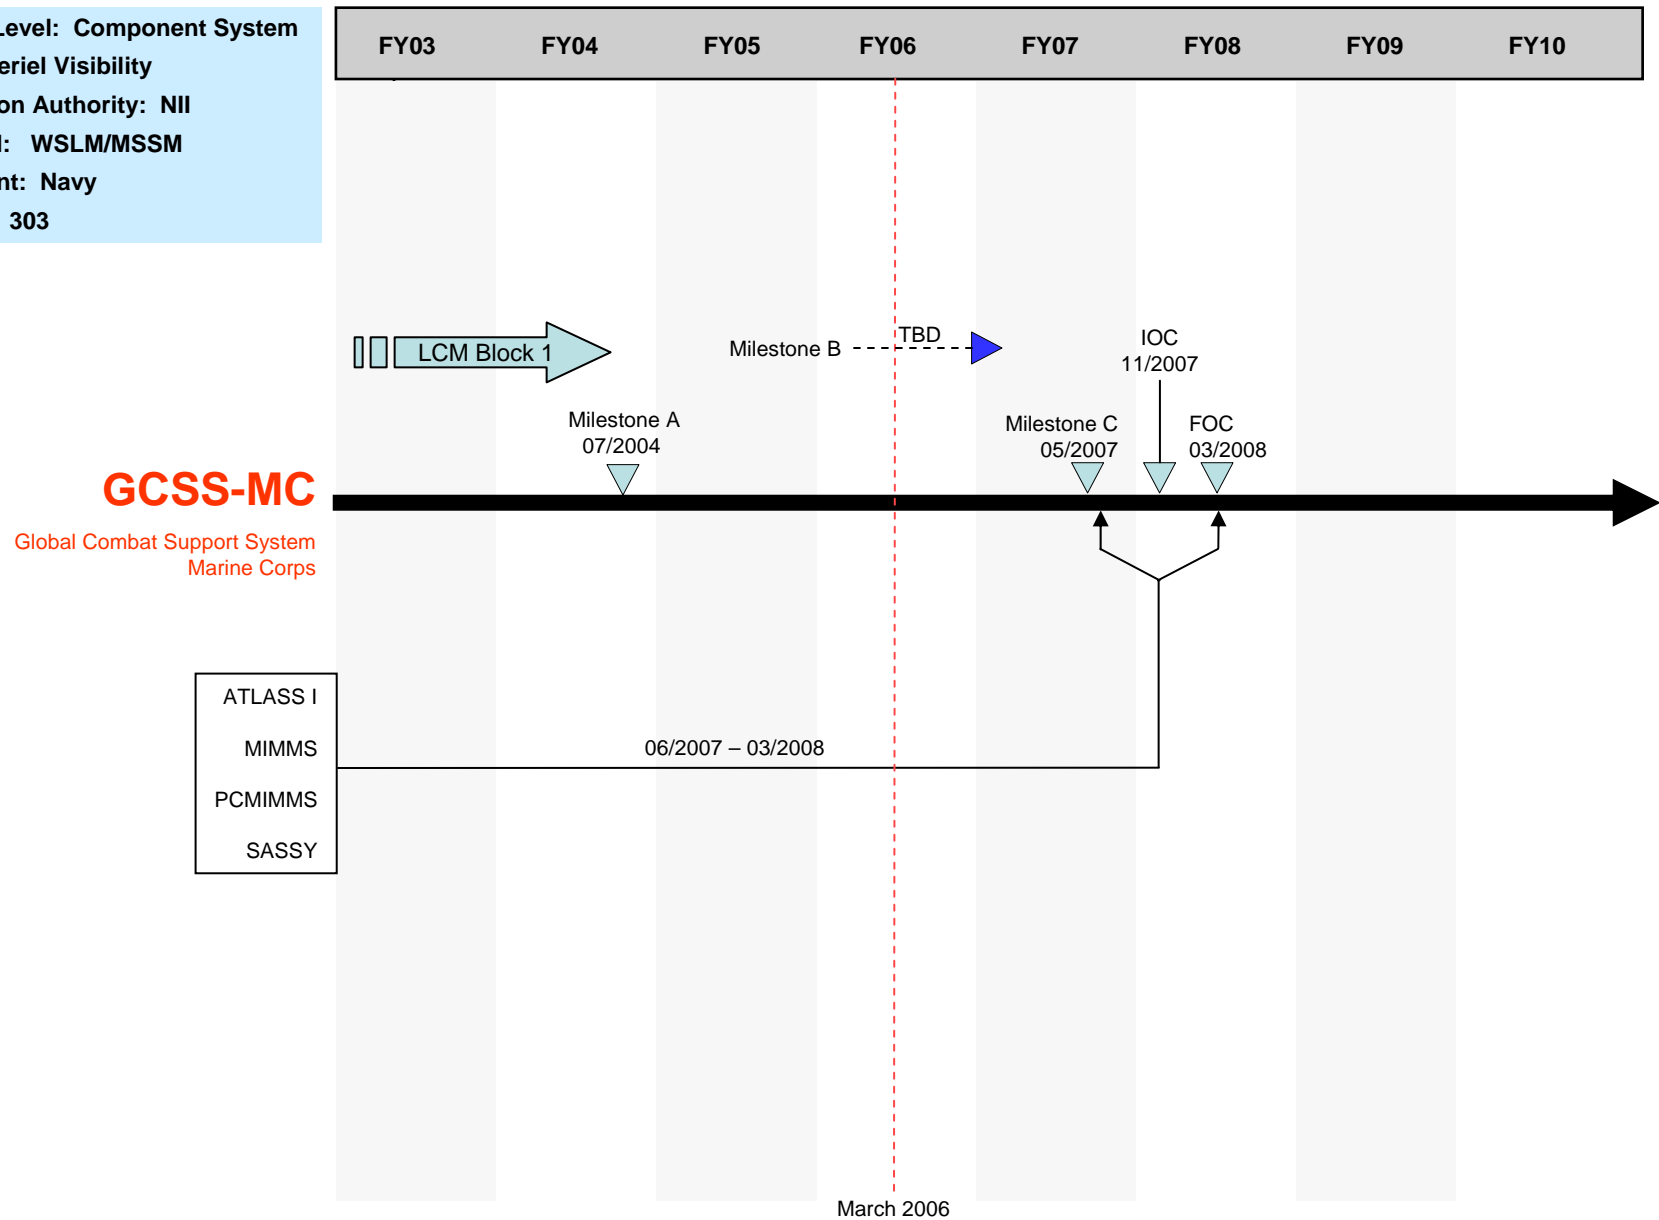 Level: Component System
eriel Visibility
on Authority: NII
: WSLM/MSSM
nt: Navy
303
FY03 FY04 FY05 FY06 FY07 FY08 FY09 FY10
LCM Block 1
Milestone B
TBD
IOC
11/2007
Milestone A
07/2004
Milestone C
05/2007
FOC
03/2008
GCSS-MC
Global Combat Support System
Marine Corps
ATLASS I
MIMMS
PCMIMMS
SASSY
06/2007 – 03/2008
March 2006